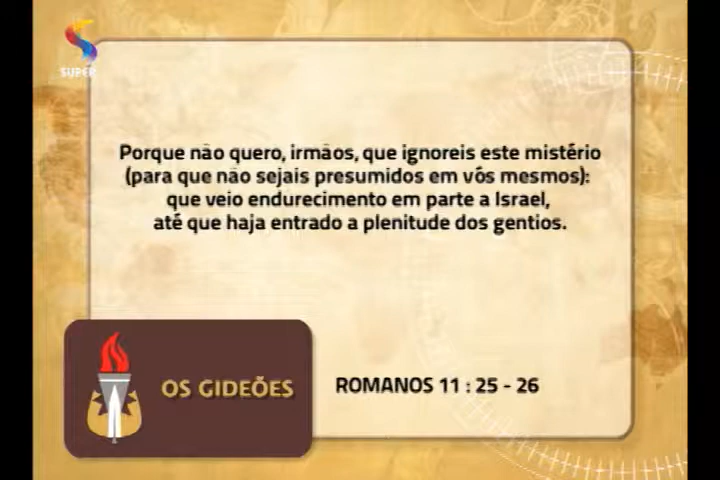 SUPER
Porque não quero, irmãos, que ignoreis este mistério
(para que não sejais presumidos em vós mesmos):
que veio endurecimento em parte a Israel,
até que haja entrado a plenitude dos gentios.
OS GIDEÕES
ROMANOS 11 : 25 - 26